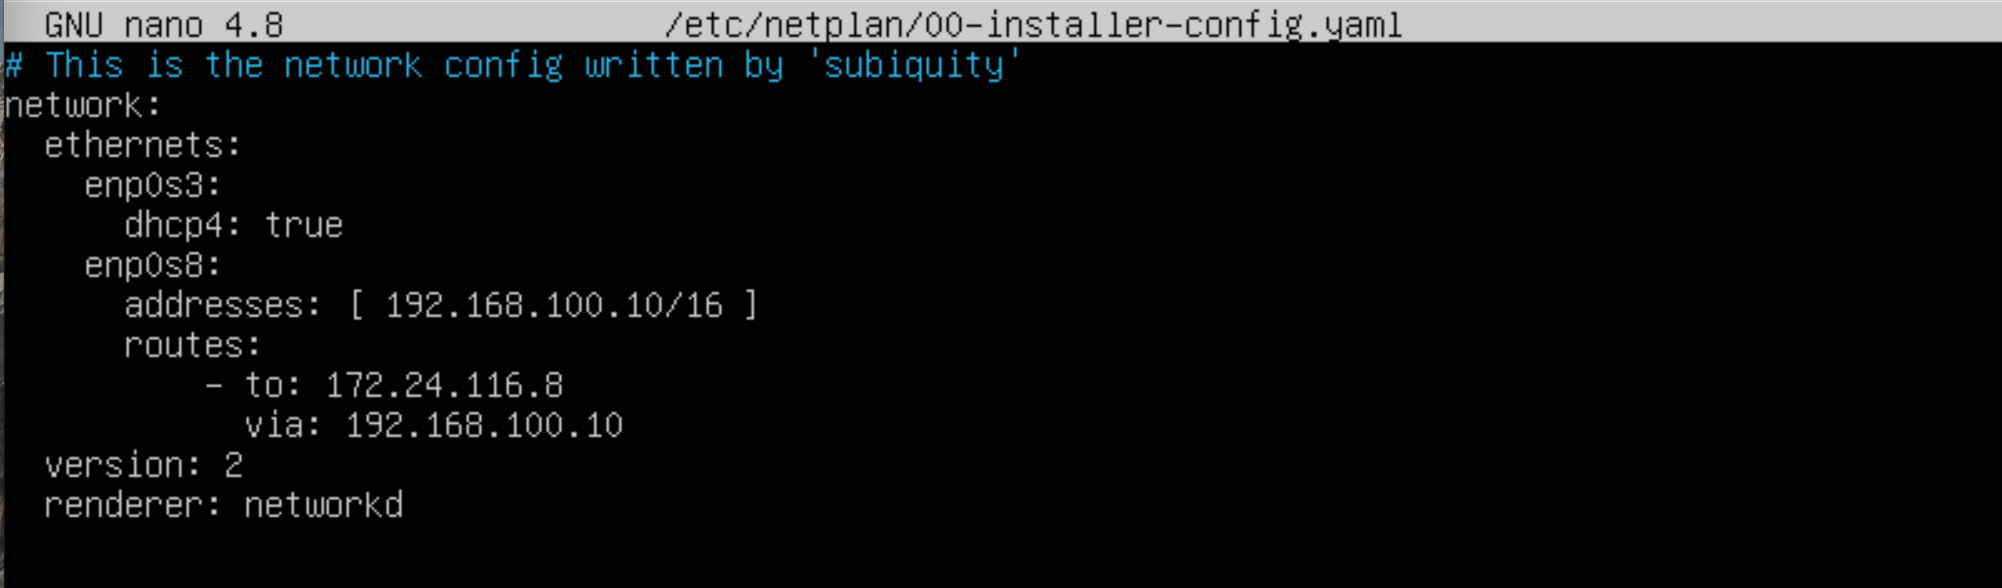 GNU nano 4.8 /etc/netplan/00-installer-config.yaml
# This is the network config written by 'subiquity'
network:
  ethernets:
    enp0s3:
      dhcp4: true
    enp0s8:
      addresses: [ 192.168.100.10/16 ]
      routes:
          - to: 172.24.116.8
            via: 192.168.100.10
  version: 2
  renderer: networkd